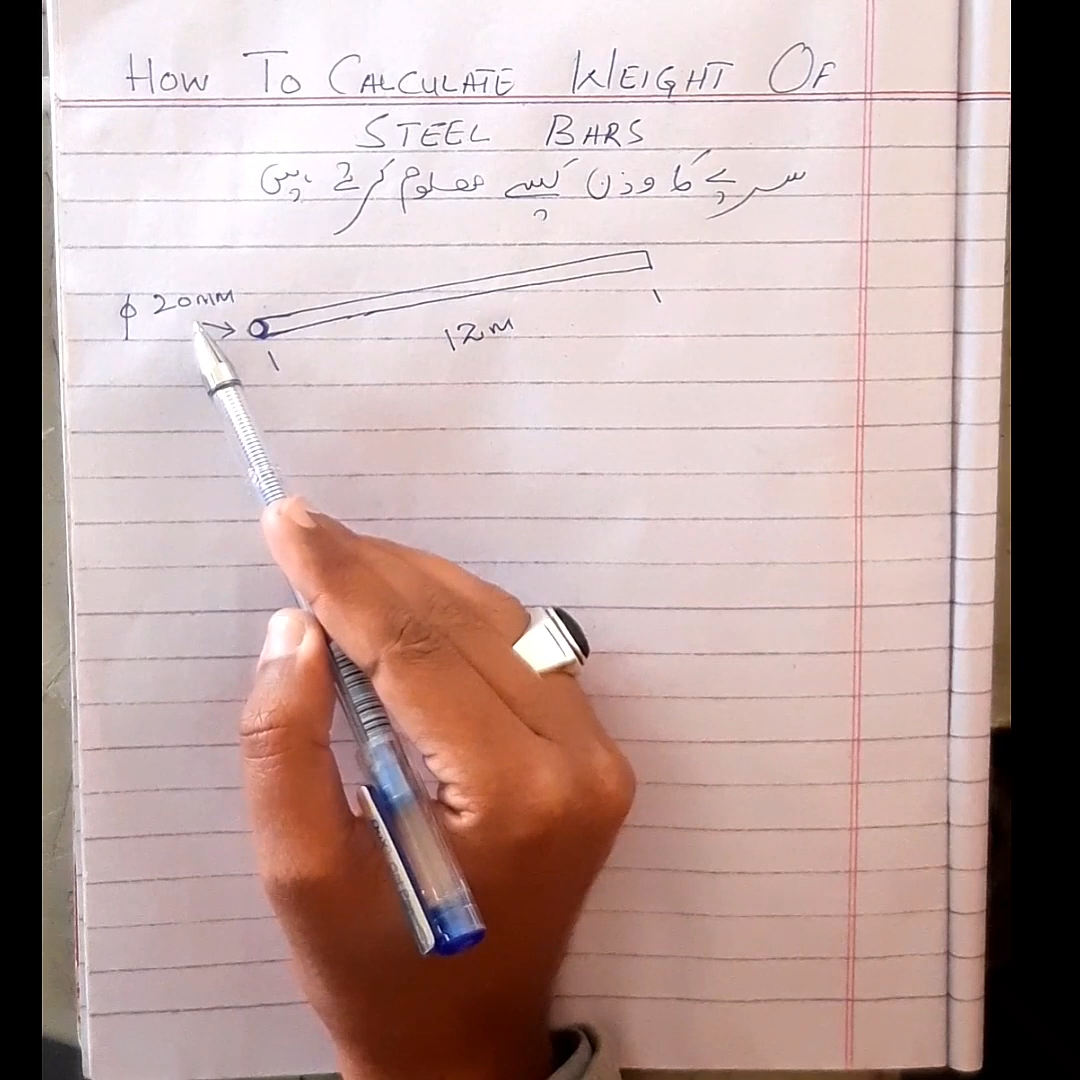 HOW TO CALCULATE WEIGHT OF
STEEL BARS
سریے کا وزن کیسے معلوم کرتے ہیں
ϕ 20mm
12m